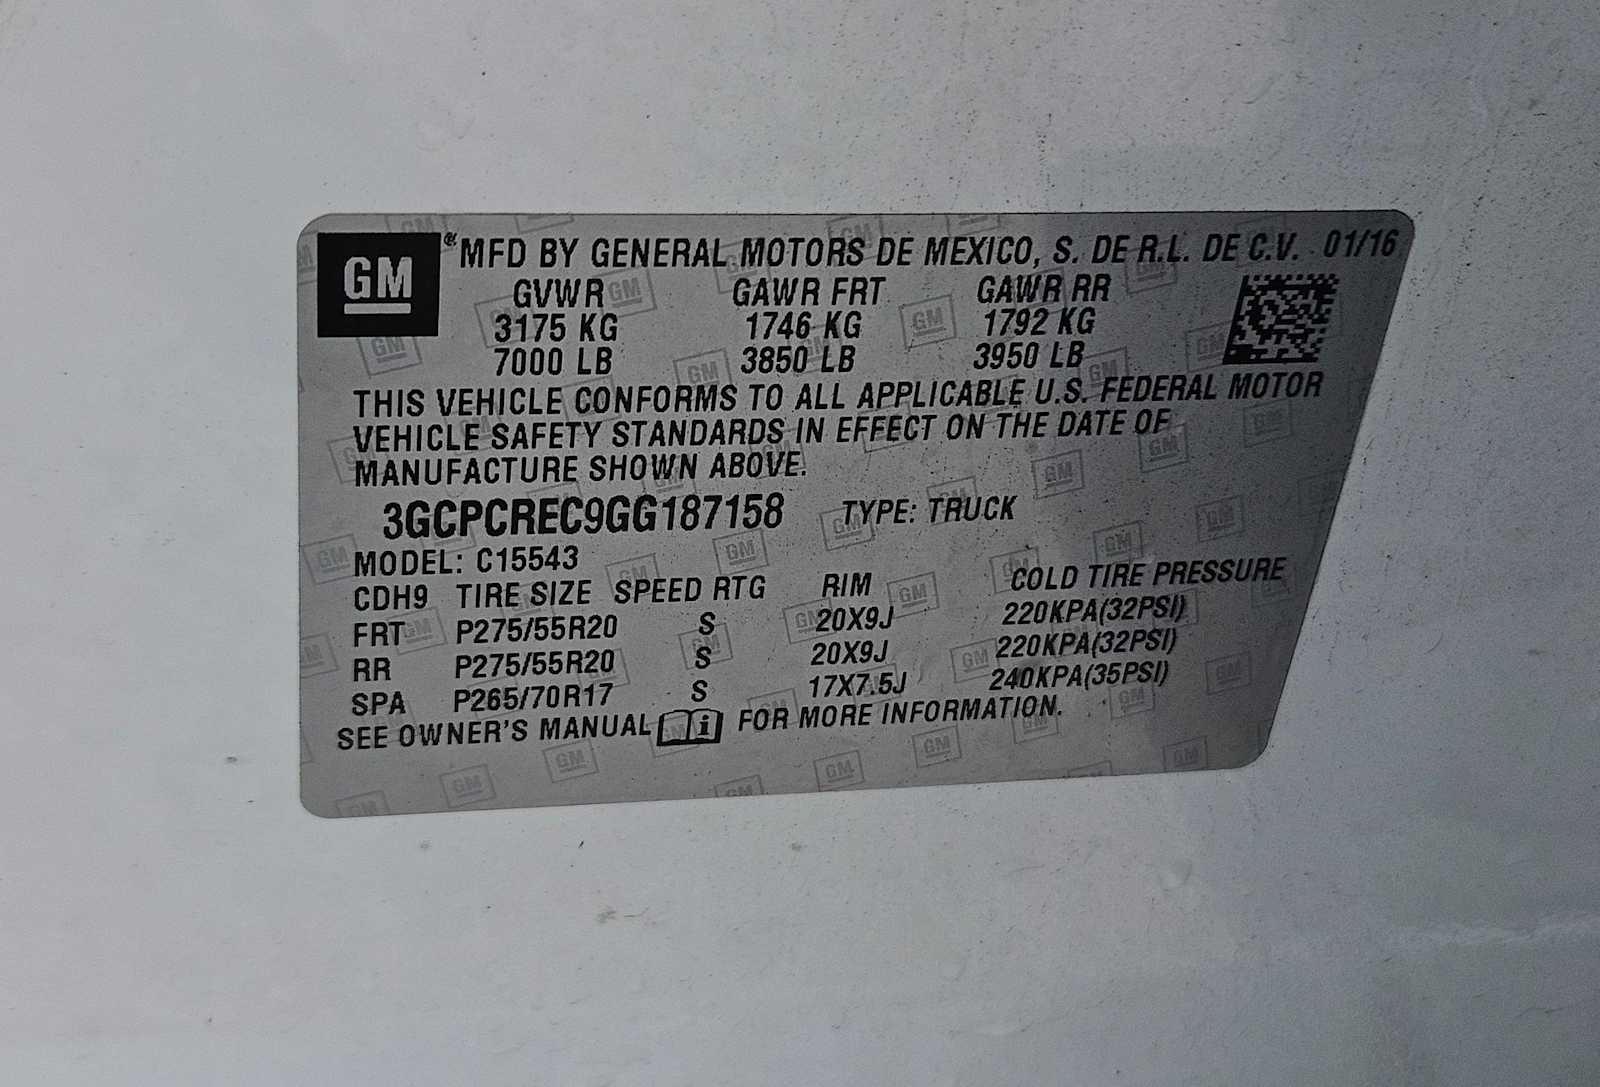 GM ® MFD BY GENERAL MOTORS DE MEXICO, S. DE R.L. DE C.V. 01/16
GVWR GAWR FRT GAWR RR
3175 KG 1746 KG 1792 KG
7000 LB 3850 LB 3950 LB
THIS VEHICLE CONFORMS TO ALL APPLICABLE U.S. FEDERAL MOTOR
VEHICLE SAFETY STANDARDS IN EFFECT ON THE DATE OF
MANUFACTURE SHOWN ABOVE.
3GCPCREC9GG187158 TYPE: TRUCK
MODEL: C15543
CDH9 TIRE SIZE SPEED RTG RIM COLD TIRE PRESSURE
FRT P275/55R20 S 20X9J 220KPA(32PSI)
RR P275/55R20 S 20X9J 220KPA(32PSI)
SPA P265/70R17 S 17X7.5J 240KPA(35PSI)
SEE OWNER'S MANUAL i FOR MORE INFORMATION.